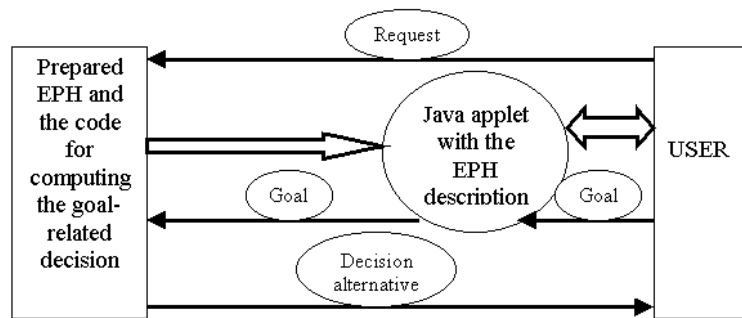 Request
Prepared
EPH and
the code
for
computing
the goal-
related
decision
Java applet
with the
EPH
description
USER
Goal
Goal
Decision
alternative